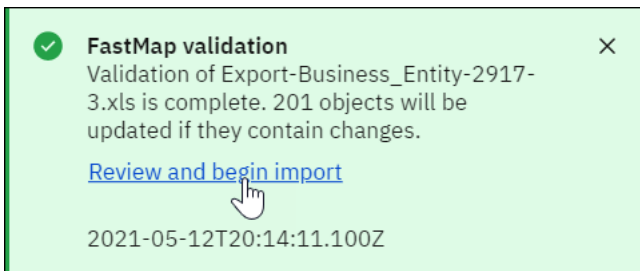 FastMap validation
Validation of Export-Business_Entity-2917-
3.xls is complete. 201 objects will be
updated if they contain changes.
Review and begin import
2021-05-12T20:14:11.100Z